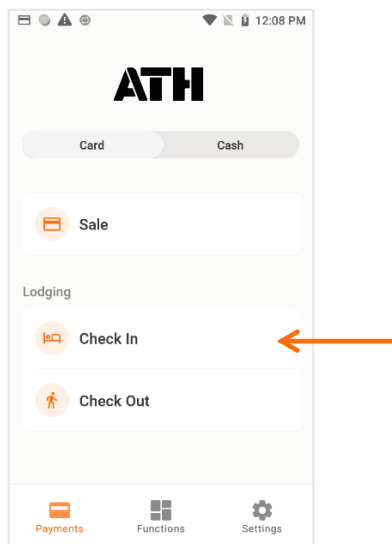 12:08 PM
ATH
Card Cash
Sale
Lodging
Check In
Check Out
Payments Functions Settings